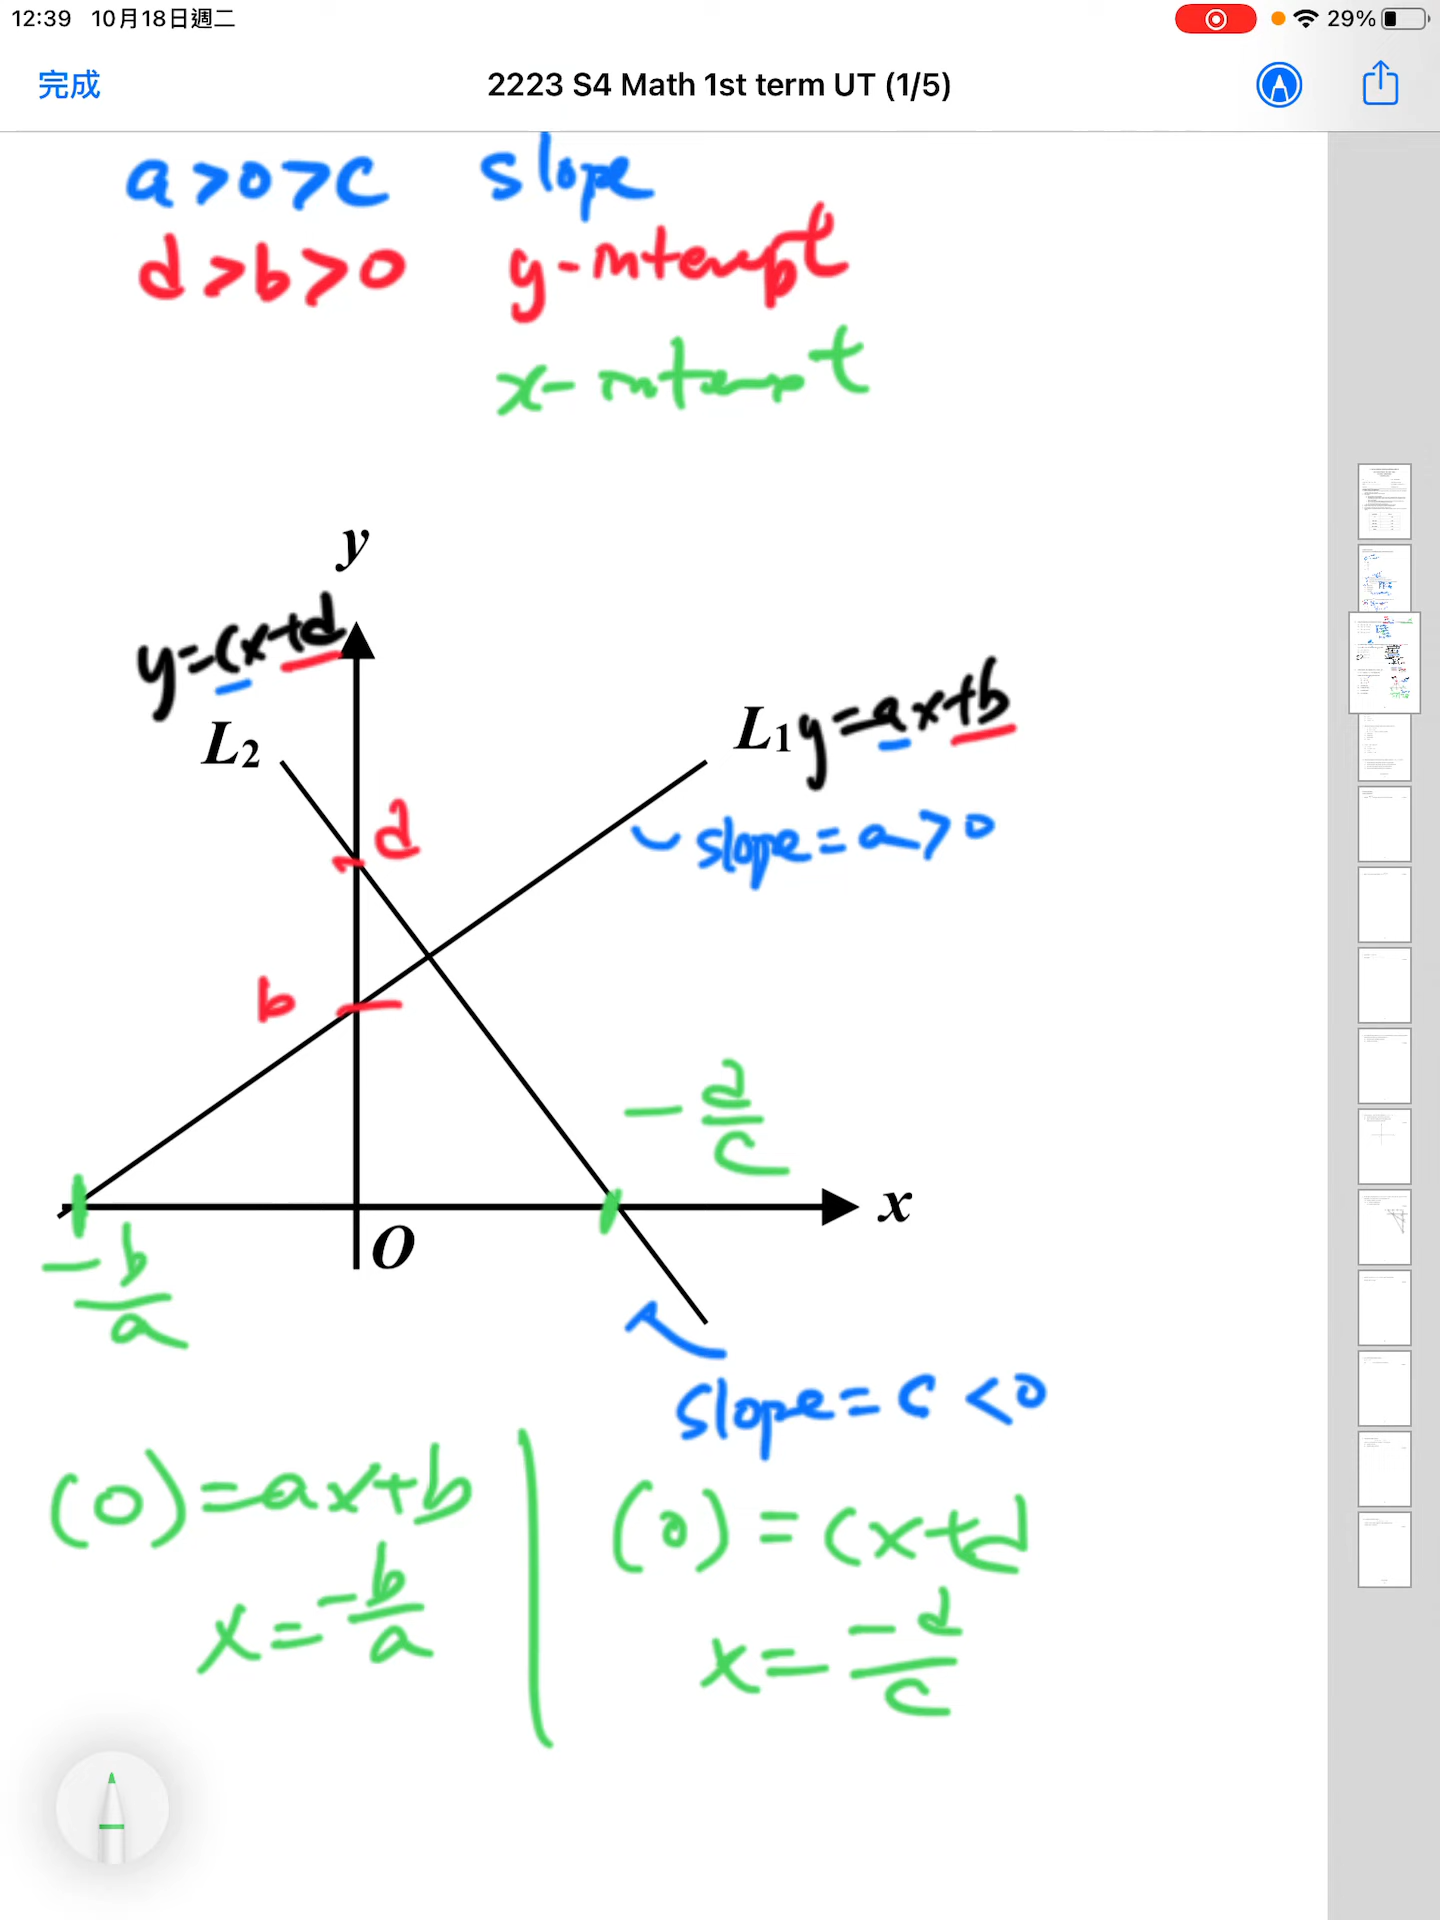 12:39 10月18日週二 29%
完成 2223 S4 Math 1st term UT (1/5)
a>0>c slope
d>b>0 y-intercept
x-intercept
y
y=cx+d
L2
L1 y=ax+b
d
slope=a>0
b
-d/c
x
O
-b/a
slope=c<0
(0)=ax+b
(0)=cx+d
x=-b/a
x=-d/c